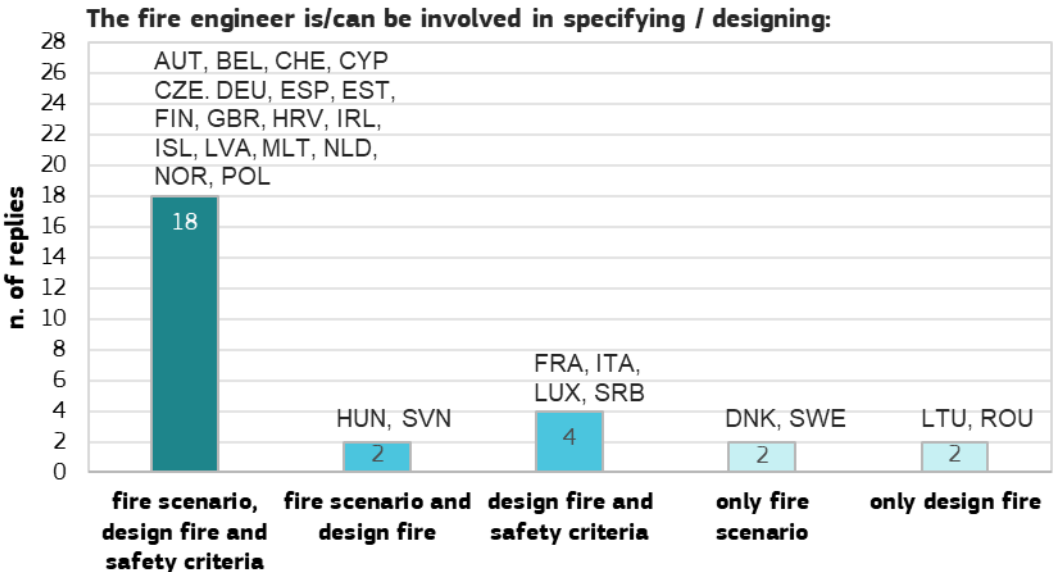 The fire engineer is/can be involved in specifying / designing:
n. of replies
28
26
24
22
20
18
16
14
12
10
8
6
4
2
0
AUT, BEL, CHE, CYP
CZE. DEU, ESP, EST,
FIN, GBR, HRV, IRL,
ISL, LVA, MLT, NLD,
NOR, POL
18
HUN, SVN
2
FRA, ITA,
LUX, SRB
4
DNK, SWE
2
LTU, ROU
2
fire scenario,
design fire and
safety criteria
fire scenario and
design fire
design fire and
safety criteria
only fire
scenario
only design fire